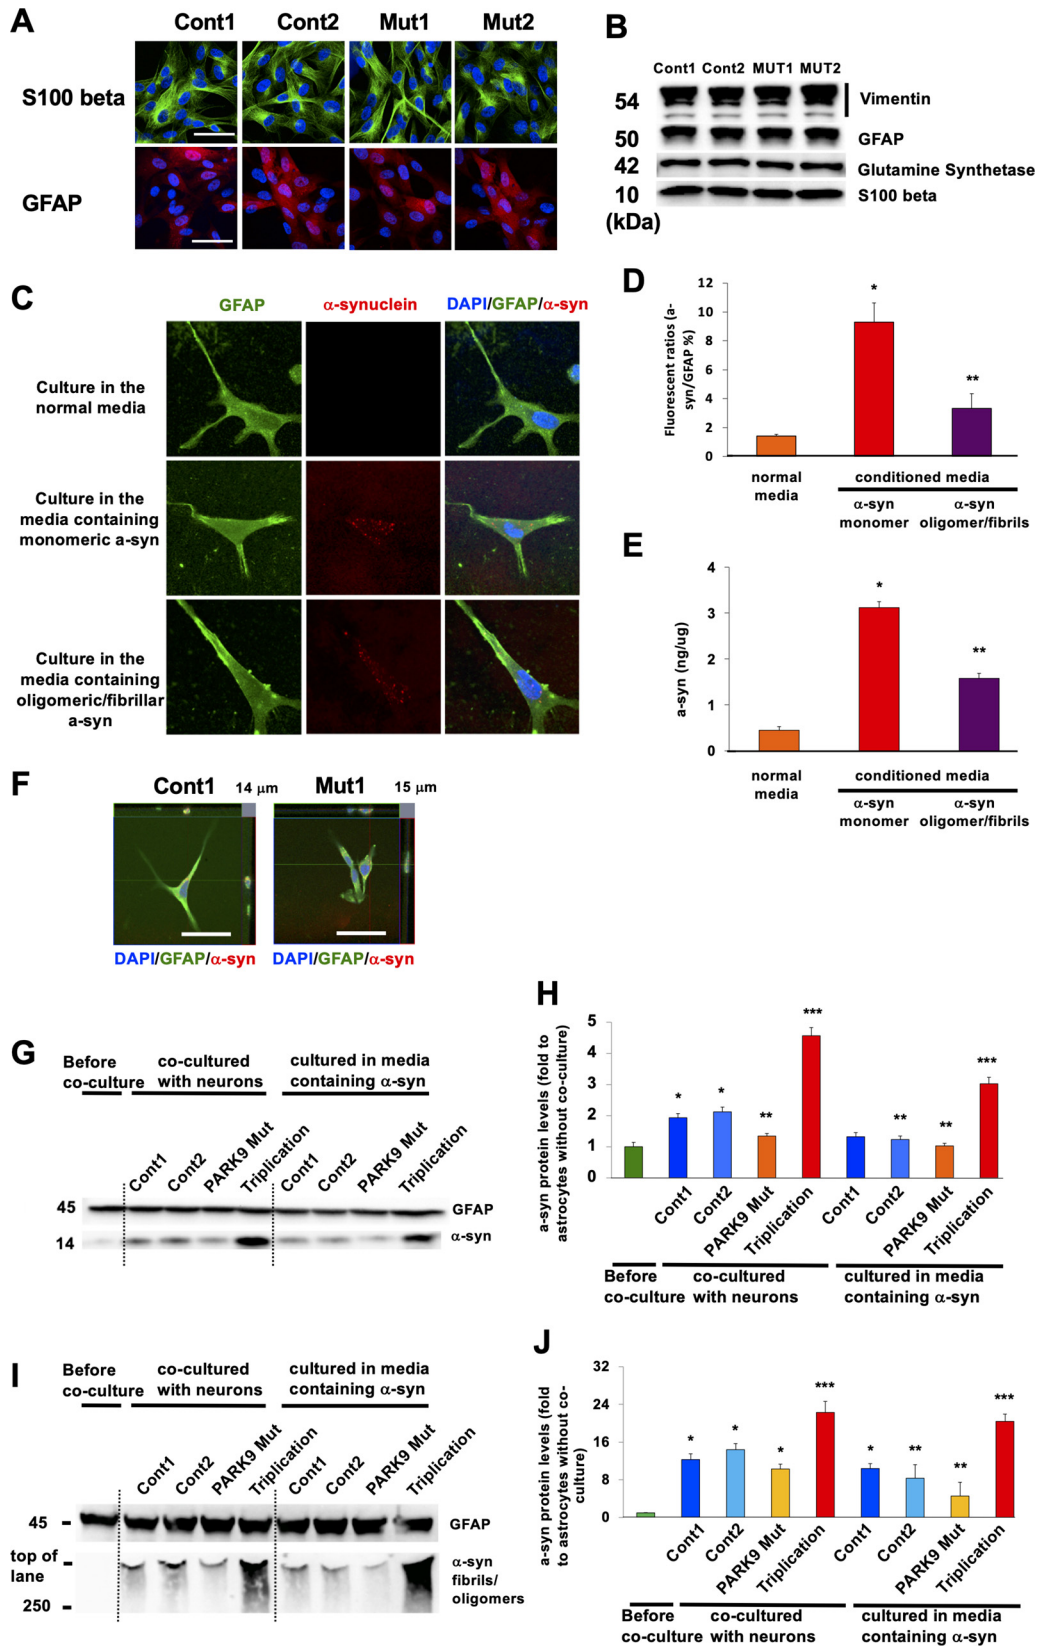 A
Cont1 Cont2 Mut1 Mut2
S100 beta
GFAP
B
Cont1 Cont2 MUT1 MUT2
54 Vimentin
50 GFAP
42 Glutamine Synthetase
10 S100 beta
(kDa)
C
GFAP α-synuclein DAPI/GFAP/α-syn
Culture in the
normal media
Culture in the
media containing
monomeric a-syn
Culture in the
media containing
oligomeric/fibrillar
a-syn
D
Fluorescent ratios (a-
syn/GFAP %)
12
10
8
6
4
2
0
*
**
normal
media
conditioned media
α-syn
monomer
α-syn
oligomer/fibrils
E
a-syn (ng/ug)
4
3
2
1
0
*
**
normal
media
conditioned media
α-syn
monomer
α-syn
oligomer/fibrils
F
Cont1 14 μm Mut1 15 μm
DAPI/GFAP/α-syn DAPI/GFAP/α-syn
G
Before
co-culture
co-cultured
with neurons
cultured in media
containing α-syn
Cont1 Cont2 PARK9 Mut Triplication Cont1 Cont2 PARK9 Mut Triplication
45 GFAP
14 α-syn
H
a-syn protein levels (fold to
astrocytes without co-culture)
5
4
3
2
1
0
* * ** *** ** ** ***
Cont1 Cont2 PARK9 Mut Triplication Cont1 Cont2 PARK9 Mut Triplication
Before
co-culture
co-cultured
with neurons
cultured in media
containing α-syn
I
Before
co-culture
co-cultured
with neurons
cultured in media
containing α-syn
Cont1 Cont2 PARK9 Mut Triplication Cont1 Cont2 PARK9 Mut Triplication
45 GFAP
top of
lane
250
α-syn
fibrils/
oligomers
J
a-syn protein levels (fold
to astrocytes without co-
culture)
32
24
16
8
0
* * * *** * ** ** ***
Cont1 Cont2 PARK9 Mut Triplication Cont1 Cont2 PARK9 Mut Triplication
Before
co-culture
co-cultured
with neurons
cultured in media
containing α-syn